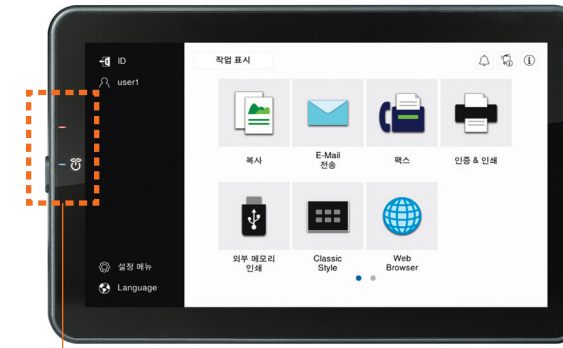 ID
user1
작업 표시
복사
E-Mail
전송
팩스
인증 & 인쇄
외부 메모리
인쇄
Classic
Style
Web
Browser
설정 메뉴
Language